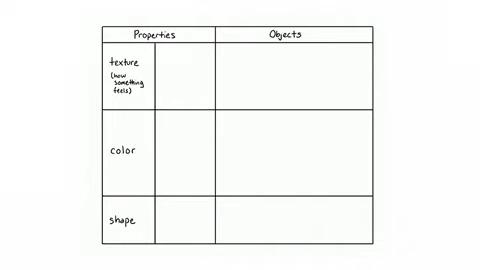 Properties Objects
texture
(how
something
feels)
color
shape